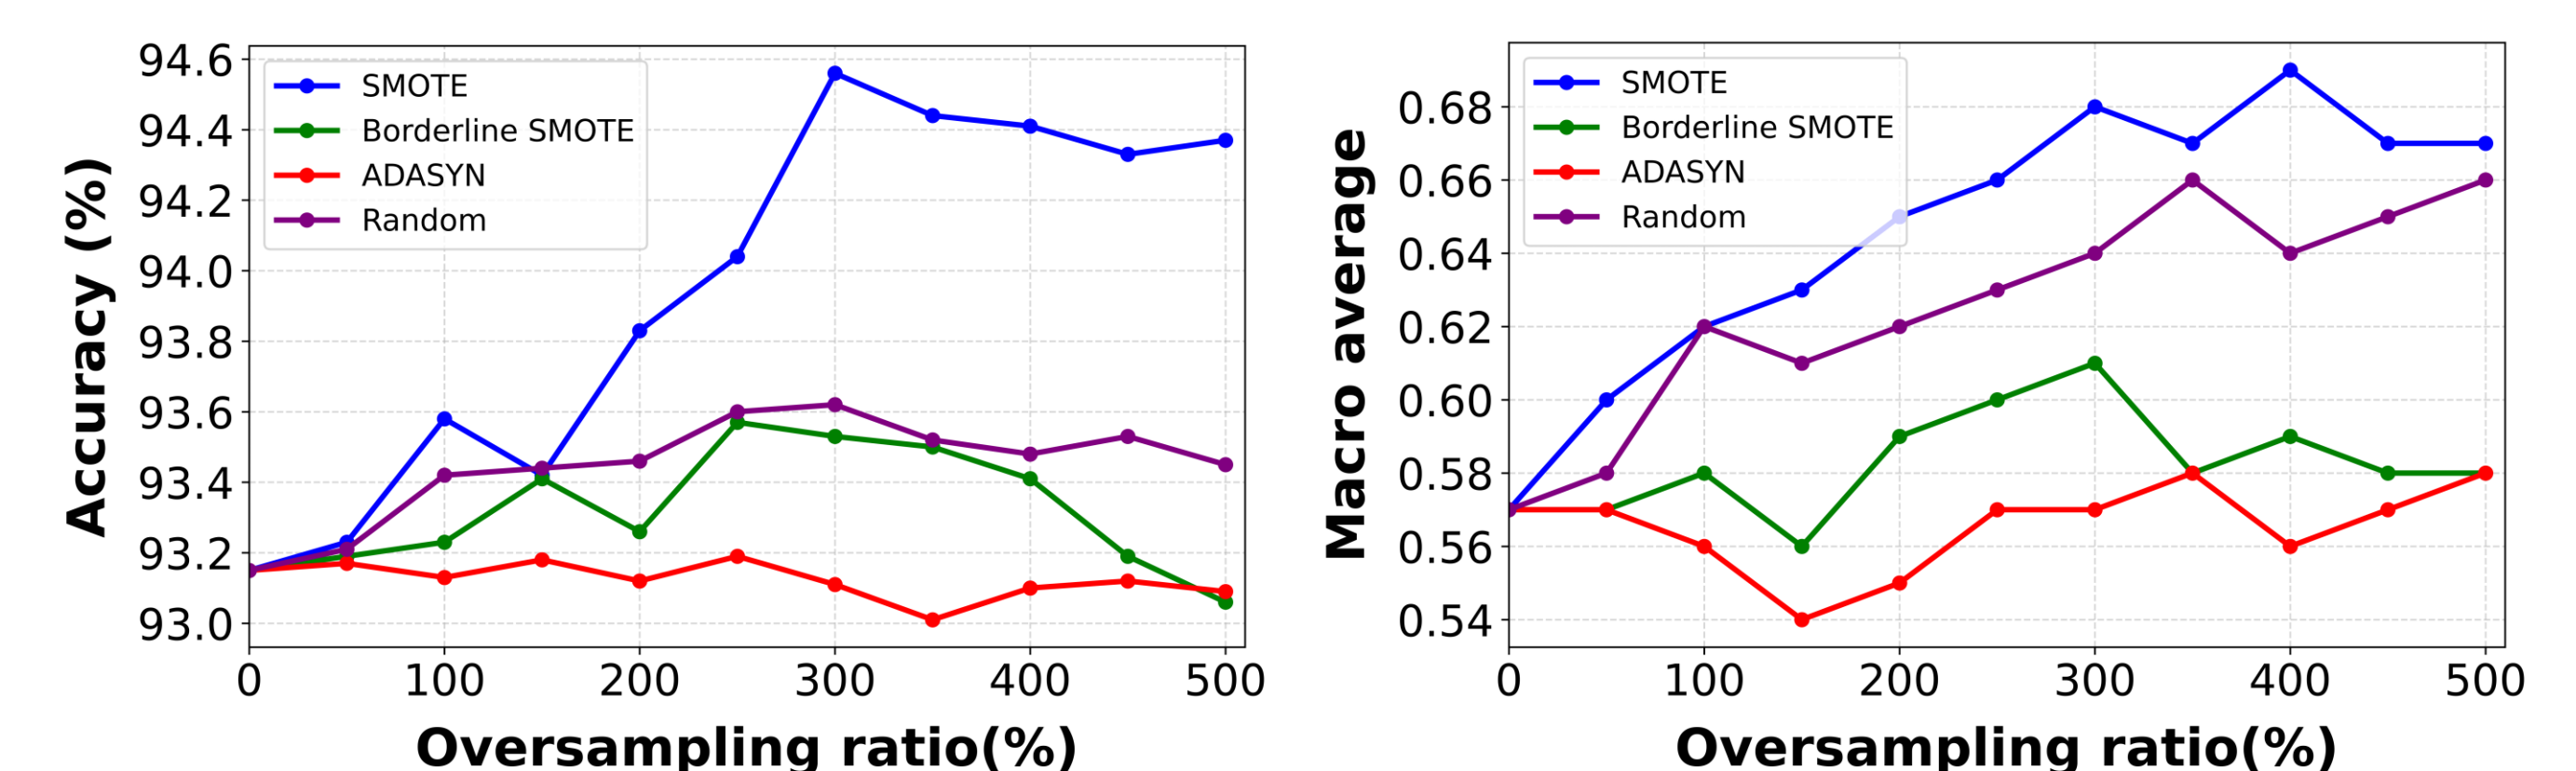 Accuracy (%)
94.6
94.4
94.2
94.0
93.8
93.6
93.4
93.2
93.0
SMOTE
Borderline SMOTE
ADASYN
Random
0 100 200 300 400 500
Oversampling ratio(%)
Macro average
0.68
0.66
0.64
0.62
0.60
0.58
0.56
0.54
SMOTE
Borderline SMOTE
ADASYN
Random
0 100 200 300 400 500
Oversampling ratio(%)